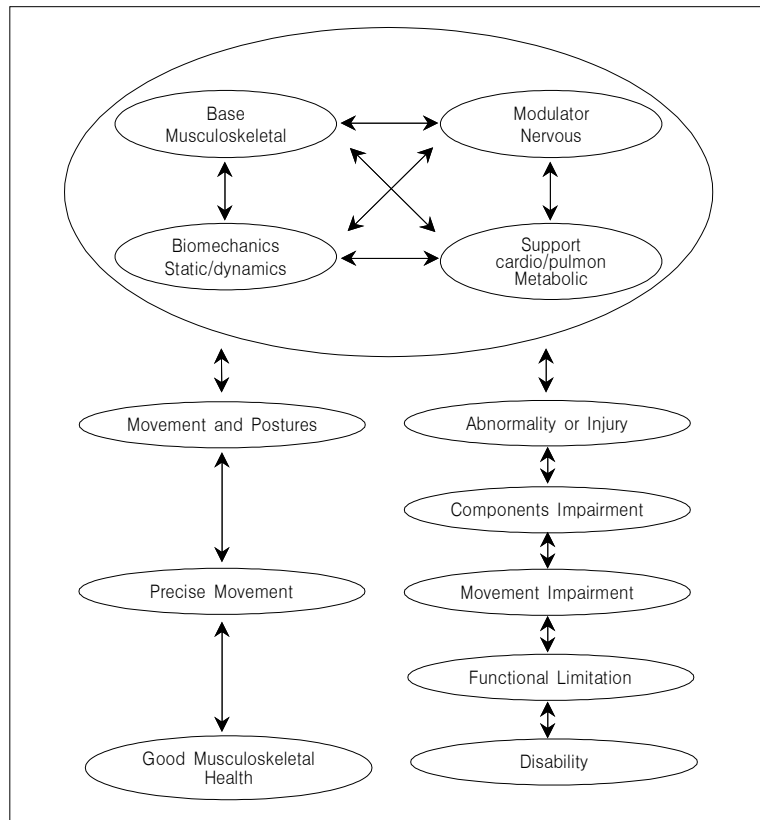 Base
Musculoskeletal
Modulator
Nervous
Biomechanics
Static/dynamics
Support
cardio/pulmon
Metabolic
Movement and Postures
Abnormality or Injury
Components Impairment
Precise Movement
Movement Impairment
Functional Limitation
Good Musculoskeletal
Health
Disability